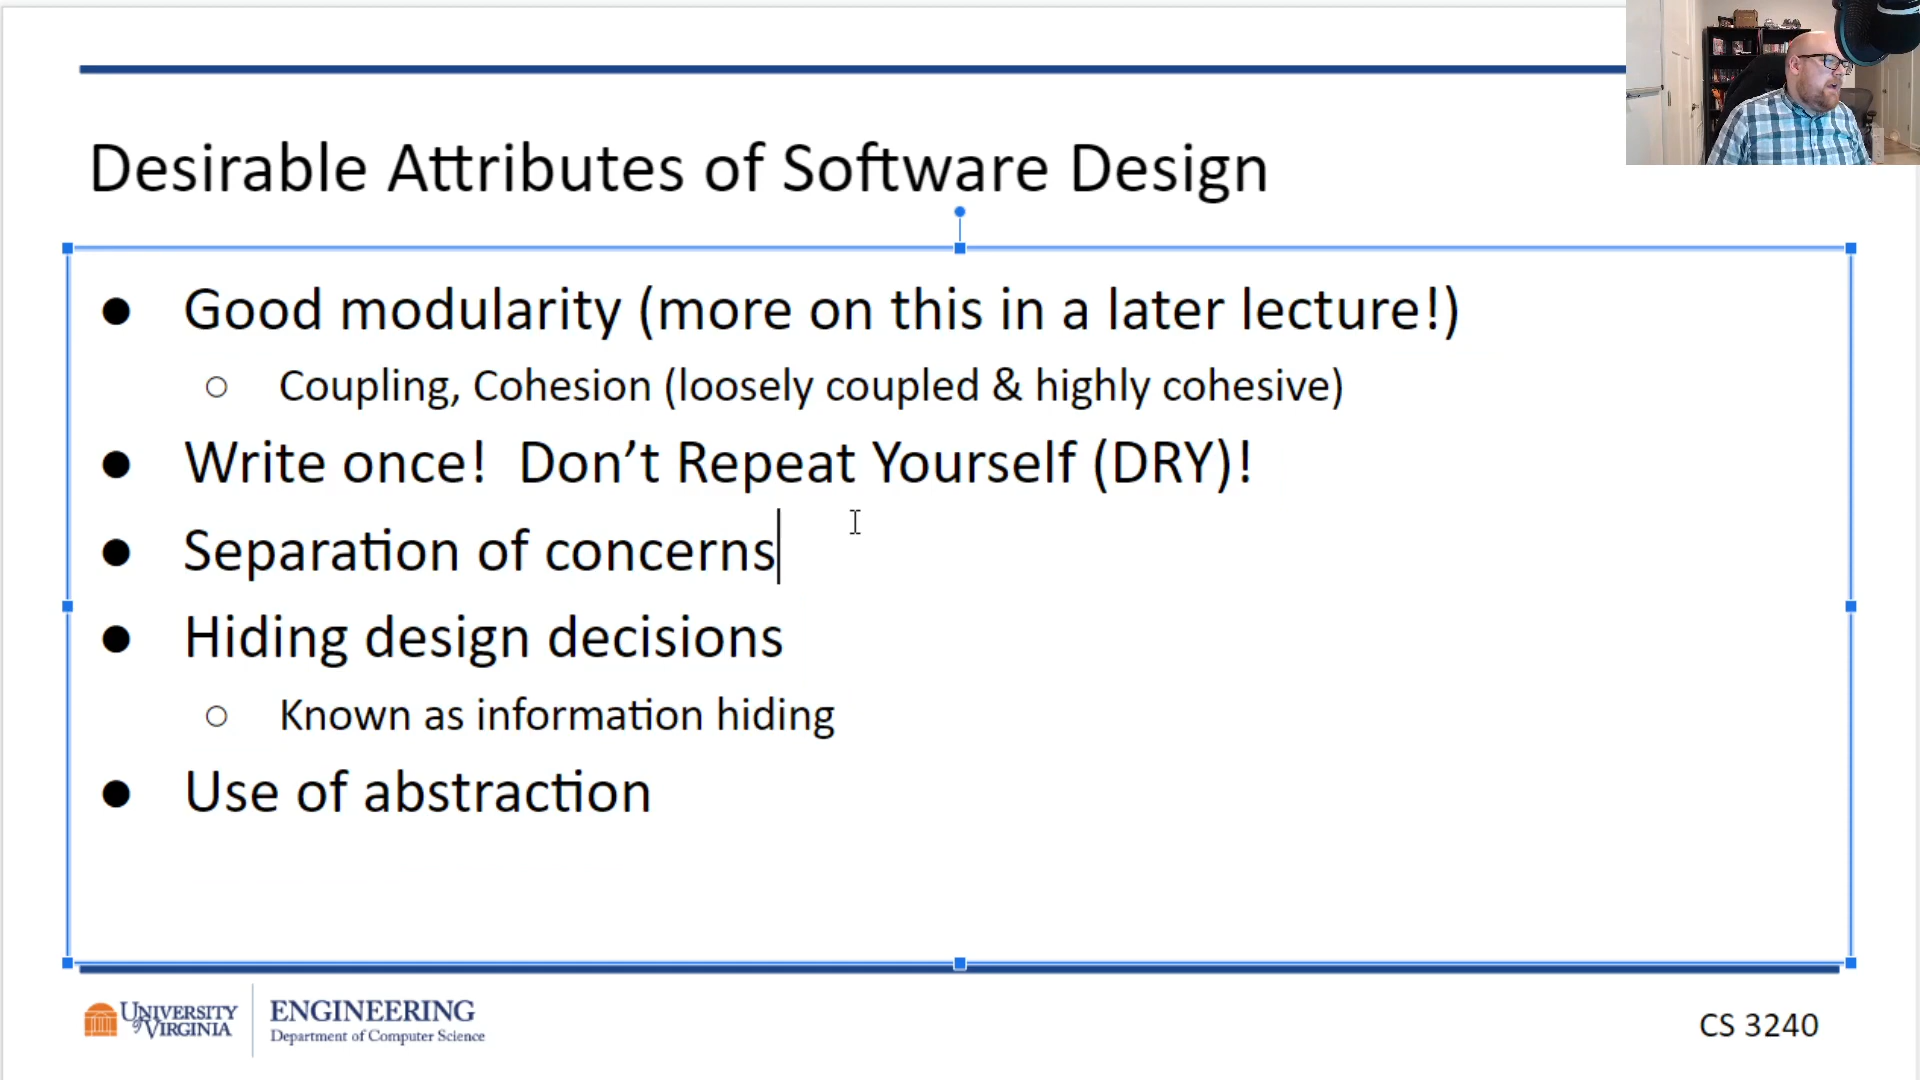 Desirable Attributes of Software Design
● Good modularity (more on this in a later lecture!)
○ Coupling, Cohesion (loosely coupled & highly cohesive)
● Write once!  Don’t Repeat Yourself (DRY)!
● Separation of concerns
● Hiding design decisions
○ Known as information hiding
● Use of abstraction
UNIVERSITY
of VIRGINIA
ENGINEERING
Department of Computer Science
CS 3240